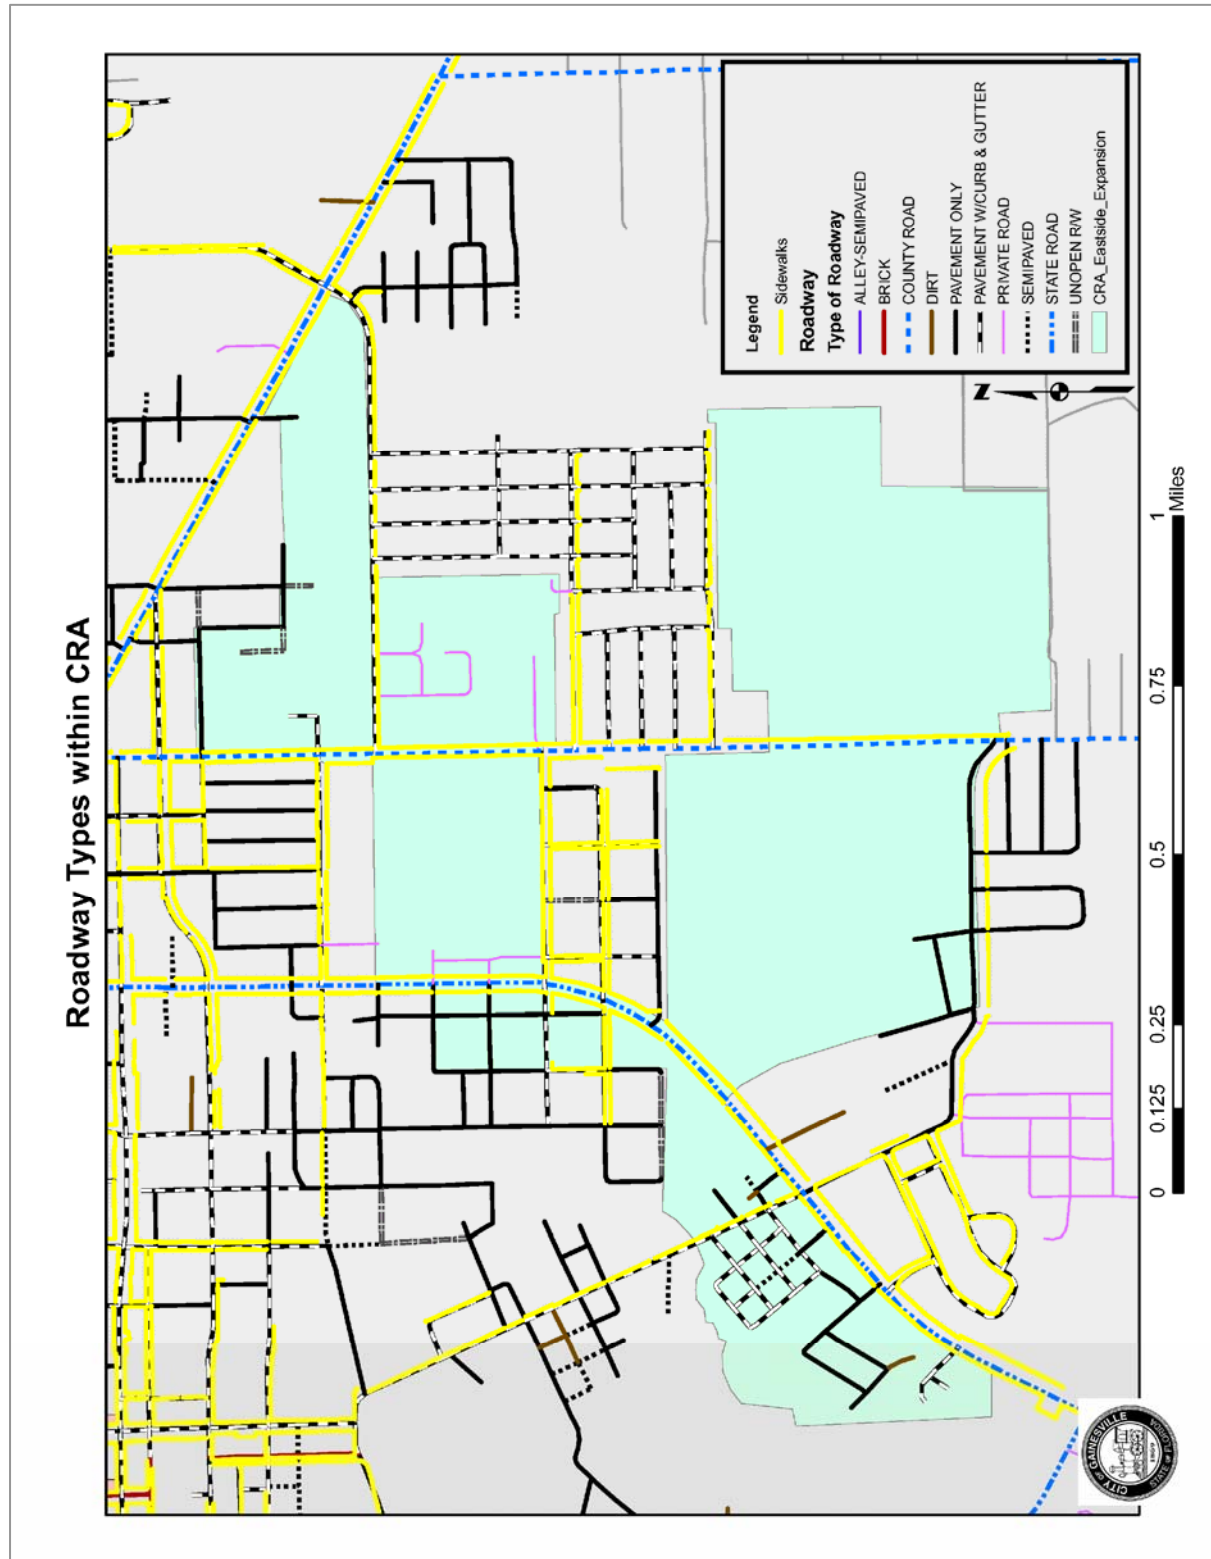 Roadway Types within CRA
Legend
Sidewalks
Roadway
Type of Roadway
ALLEY-SEMIPAVED
BRICK
COUNTY ROAD
DIRT
PAVEMENT ONLY
PAVEMENT W/CURB & GUTTER
PRIVATE ROAD
SEMIPAVED
STATE ROAD
UNOPEN R/W
CRA_Eastside_Expansion
N
0 0.125 0.25 0.5 0.75 1
Miles
CITY OF GAINESVILLE
STATE OF FLORIDA